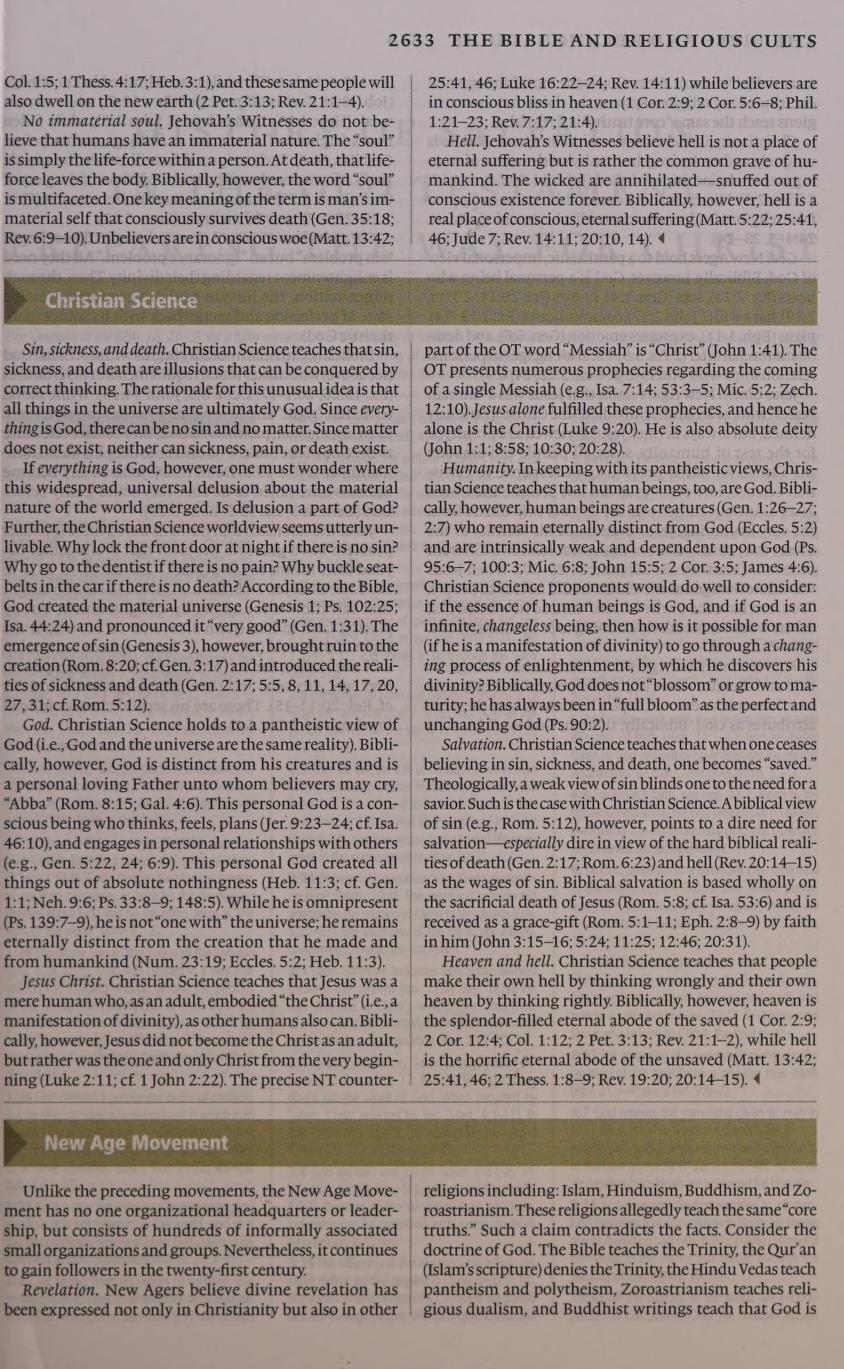 2633 THE BIBLE AND RELIGIOUS CULTS
Col. 1:5; 1 Thess. 4:17; Heb. 3:1), and these same people will
also dwell on the new earth (2 Pet. 3:13; Rev. 21:1–4).
No immaterial soul. Jehovah's Witnesses do not be-
lieve that humans have an immaterial nature. The “soul”
is simply the life-force within a person. At death, that life-
force leaves the body. Biblically, however, the word “soul”
is multifaceted. One key meaning of the term is man's im-
material self that consciously survives death (Gen. 35:18;
Rev. 6:9–10). Unbelievers are in conscious woe (Matt. 13:42;
25:41, 46; Luke 16:22–24; Rev. 14:11) while believers are
in conscious bliss in heaven (1 Cor. 2:9; 2 Cor. 5:6–8; Phil.
1:21–23; Rev. 7:17; 21:4).
Hell. Jehovah's Witnesses believe hell is not a place of
eternal suffering but is rather the common grave of hu-
mankind. The wicked are annihilated—snuffed out of
conscious existence forever. Biblically, however, hell is a
real place of conscious, eternal suffering (Matt. 5:22; 25:41,
46; Jude 7; Rev. 14:11; 20:10, 14).
Christian Science
Sin, sickness, and death. Christian Science teaches that sin,
sickness, and death are illusions that can be conquered by
correct thinking. The rationale for this unusual idea is that
all things in the universe are ultimately God. Since every-
thing is God, there can be no sin and no matter. Since matter
does not exist, neither can sickness, pain, or death exist.
If everything is God, however, one must wonder where
this widespread, universal delusion about the material
nature of the world emerged. Is delusion a part of God?
Further, the Christian Science worldview seems utterly un-
livable. Why lock the front door at night if there is no sin?
Why go to the dentist if there is no pain? Why buckle seat-
belts in the car if there is no death? According to the Bible,
God created the material universe (Genesis 1; Ps. 102:25;
Isa. 44:24) and pronounced it “very good” (Gen. 1:31). The
emergence of sin (Genesis 3), however, brought ruin to the
creation (Rom. 8:20; cf. Gen. 3:17) and introduced the reali-
ties of sickness and death (Gen. 2:17; 5:5, 8, 11, 14, 17, 20,
27, 31; cf. Rom. 5:12).
God. Christian Science holds to a pantheistic view of
God (i.e., God and the universe are the same reality). Bibli-
cally, however, God is distinct from his creatures and is
a personal loving Father unto whom believers may cry,
“Abba” (Rom. 8:15; Gal. 4:6). This personal God is a con-
scious being who thinks, feels, plans (Jer. 9:23–24; cf. Isa.
46:10), and engages in personal relationships with others
(e.g., Gen. 5:22, 24; 6:9). This personal God created all
things out of absolute nothingness (Heb. 11:3; cf. Gen.
1:1; Neh. 9:6; Ps. 33:8–9; 148:5). While he is omnipresent
(Ps. 139:7–9), he is not “one with” the universe; he remains
eternally distinct from the creation that he made and
from humankind (Num. 23:19; Eccles. 5:2; Heb. 11:3).
Jesus Christ. Christian Science teaches that Jesus was a
mere human who, as an adult, embodied “the Christ” (i.e., a
manifestation of divinity), as other humans also can. Bibli-
cally, however, Jesus did not become the Christ as an adult,
but rather was the one and only Christ from the very begin-
ning (Luke 2:11; cf. 1 John 2:22). The precise NT counter-
part of the OT word “Messiah” is “Christ” (John 1:41). The
OT presents numerous prophecies regarding the coming
of a single Messiah (e.g., Isa. 7:14; 53:3–5; Mic. 5:2; Zech.
12:10). Jesus alone fulfilled these prophecies, and hence he
alone is the Christ (Luke 9:20). He is also absolute deity
(John 1:1; 8:58; 10:30; 20:28).
Humanity. In keeping with its pantheistic views, Chris-
tian Science teaches that human beings, too, are God. Bibli-
cally, however, human beings are creatures (Gen. 1:26–27;
2:7) who remain eternally distinct from God (Eccles. 5:2)
and are intrinsically weak and dependent upon God (Ps.
95:6–7; 100:3; Mic. 6:8; John 15:5; 2 Cor. 3:5; James 4:6).
Christian Science proponents would do well to consider:
if the essence of human beings is God, and if God is an
infinite, changeless being, then how is it possible for man
(if he is a manifestation of divinity) to go through a chang-
ing process of enlightenment, by which he discovers his
divinity? Biblically, God does not “blossom” or grow to ma-
turity; he has always been in “full bloom” as the perfect and
unchanging God (Ps. 90:2).
Salvation. Christian Science teaches that when one ceases
believing in sin, sickness, and death, one becomes “saved.”
Theologically, a weak view of sin blinds one to the need for a
savior. Such is the case with Christian Science. A biblical view
of sin (e.g., Rom. 5:12), however, points to a dire need for
salvation—especially dire in view of the hard biblical reali-
ties of death (Gen. 2:17; Rom. 6:23) and hell (Rev. 20:14–15)
as the wages of sin. Biblical salvation is based wholly on
the sacrificial death of Jesus (Rom. 5:8; cf. Isa. 53:6) and is
received as a grace-gift (Rom. 5:1–11; Eph. 2:8–9) by faith
in him (John 3:15–16; 5:24; 11:25; 12:46; 20:31).
Heaven and hell. Christian Science teaches that people
make their own hell by thinking wrongly and their own
heaven by thinking rightly. Biblically, however, heaven is
the splendor-filled eternal abode of the saved (1 Cor. 2:9;
2 Cor. 12:4; Col. 1:12; 2 Pet. 3:13; Rev. 21:1–2), while hell
is the horrific eternal abode of the unsaved (Matt. 13:42;
25:41, 46; 2 Thess. 1:8–9; Rev. 19:20; 20:14–15).
New Age Movement
Unlike the preceding movements, the New Age Move-
ment has no one organizational headquarters or leader-
ship, but consists of hundreds of informally associated
small organizations and groups. Nevertheless, it continues
to gain followers in the twenty-first century.
Revelation. New Agers believe divine revelation has
been expressed not only in Christianity but also in other
religions including: Islam, Hinduism, Buddhism, and Zo-
roastrianism. These religions allegedly teach the same “core
truths.” Such a claim contradicts the facts. Consider the
doctrine of God. The Bible teaches the Trinity, the Qur'an
(Islam's scripture) denies the Trinity, the Hindu Vedas teach
pantheism and polytheism, Zoroastrianism teaches reli-
gious dualism, and Buddhist writings teach that God is